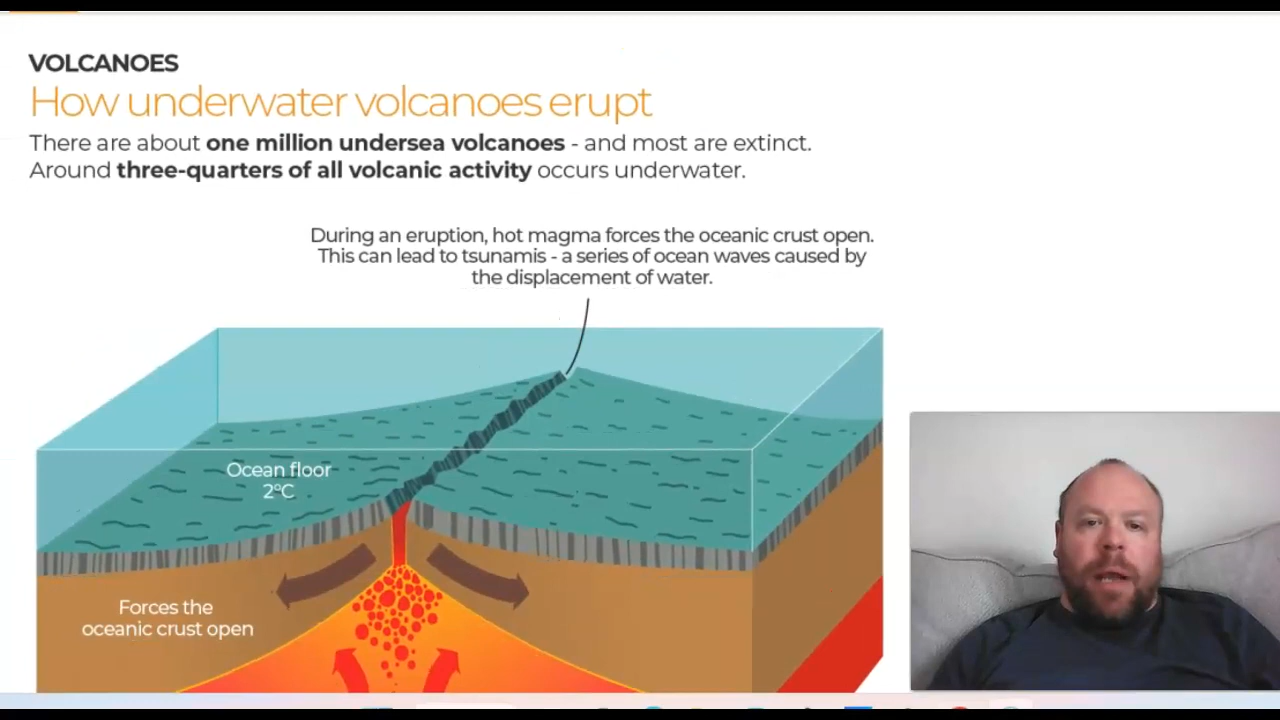 VOLCANOES
How underwater volcanoes erupt
There are about one million undersea volcanoes - and most are extinct.
Around three-quarters of all volcanic activity occurs underwater.
During an eruption, hot magma forces the oceanic crust open.
This can lead to tsunamis - a series of ocean waves caused by
the displacement of water.
Ocean floor
2°C
Forces the
oceanic crust open